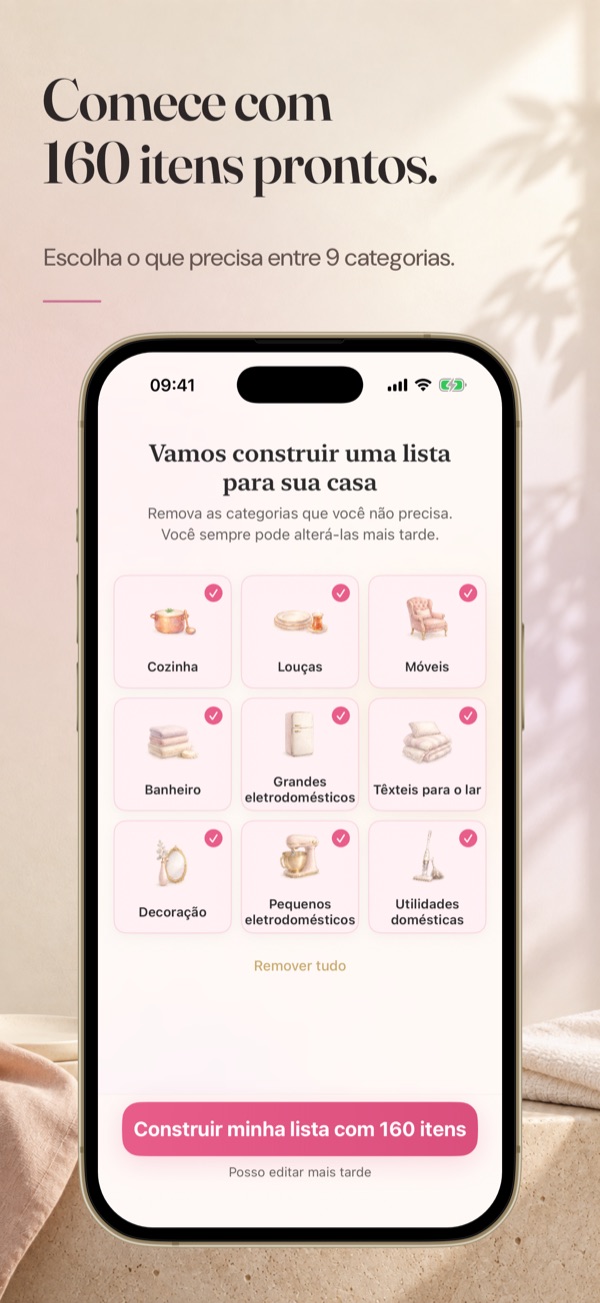 Comece com
160 itens prontos.
Escolha o que precisa entre 9 categorias.
09:41
Vamos construir uma lista
para sua casa
Remova as categorias que você não precisa.
Você sempre pode alterá-las mais tarde.
Cozinha
Louças
Móveis
Banheiro
Grandes
eletrodomésticos
Têxteis para o lar
Decoração
Pequenos
eletrodomésticos
Utilidades
domésticas
Remover tudo
Construir minha lista com 160 itens
Posso editar mais tarde